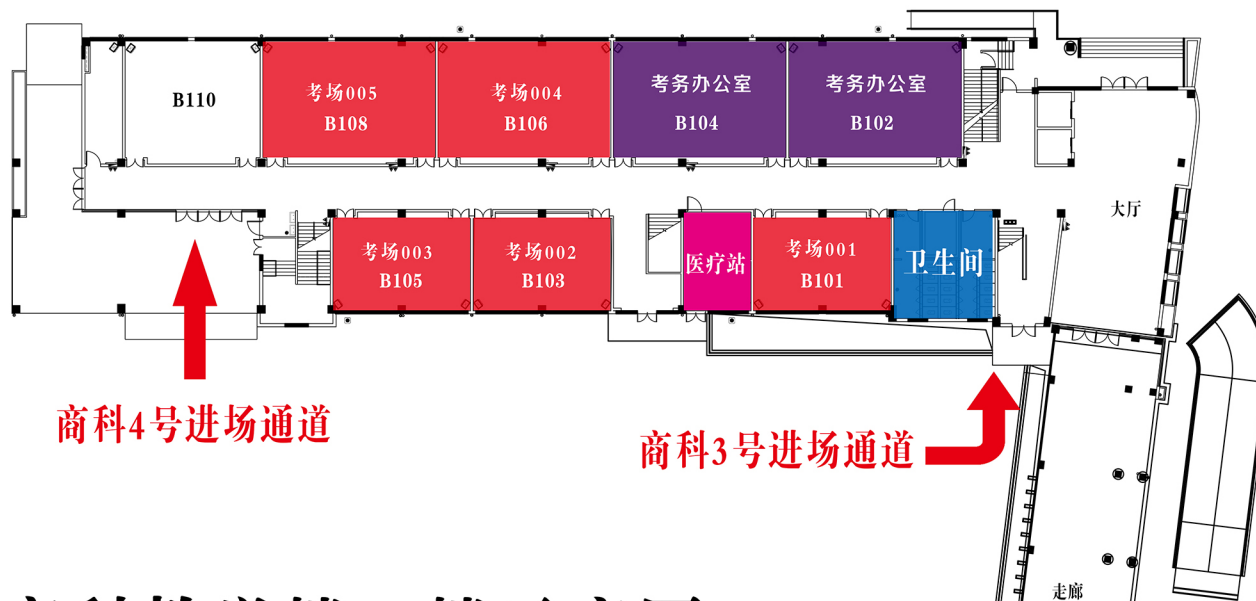 B110
考场005
B108
考场004
B106
考务办公室
B104
考务办公室
B102
大厅
考场003
B105
考场002
B103
医疗站
考场001
B101
卫生间
商科4号进场通道
商科3号进场通道
走廊